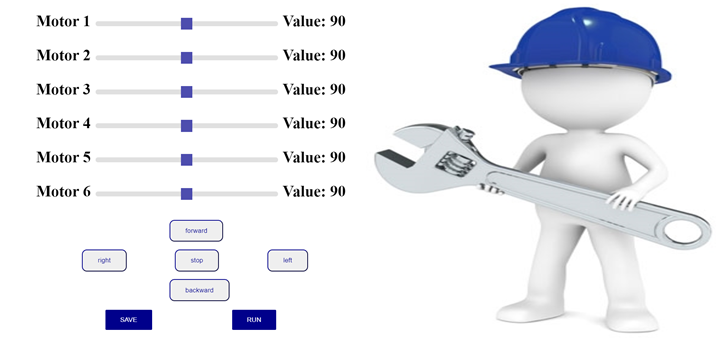 Motor 1 Value: 90
Motor 2 Value: 90
Motor 3 Value: 90
Motor 4 Value: 90
Motor 5 Value: 90
Motor 6 Value: 90
forward
right stop left
backward
SAVE RUN